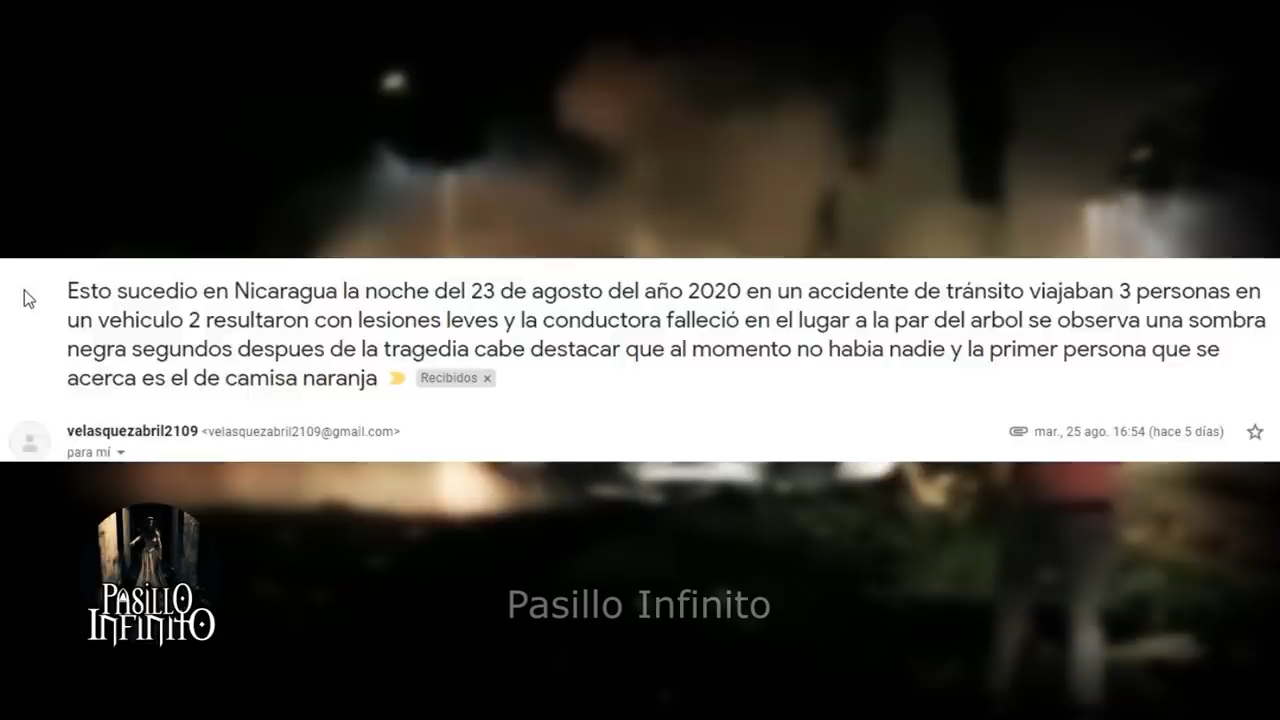 Esto sucedio en Nicaragua la noche del 23 de agosto del año 2020 en un accidente de tránsito viajaban 3 personas en
un vehiculo 2 resultaron con lesiones leves y la conductora falleció en el lugar a la par del arbol se observa una sombra
negra segundos despues de la tragedia cabe destacar que al momento no habia nadie y la primer persona que se
acerca es el de camisa naranja Recibidos x
velasquezabril2109 <velasquezabril2109@gmail.com>
mar., 25 ago. 16:54 (hace 5 días)
para mí
PASILLO
INFINITO
Pasillo Infinito